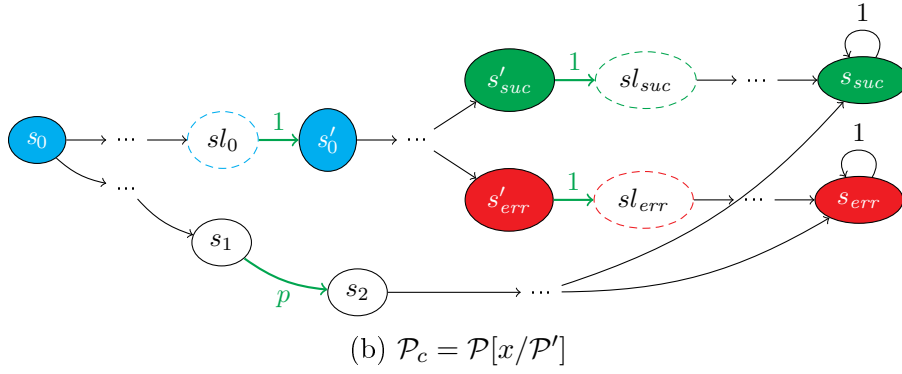 1
s'_suc 1 sl_suc ... s_suc
s_0 ... sl_0 1 s'_0 ...
1
s'_err 1 sl_err ... s_err
...
s_1
p s_2 ...
(b) 𝒫_c = 𝒫[x/𝒫']